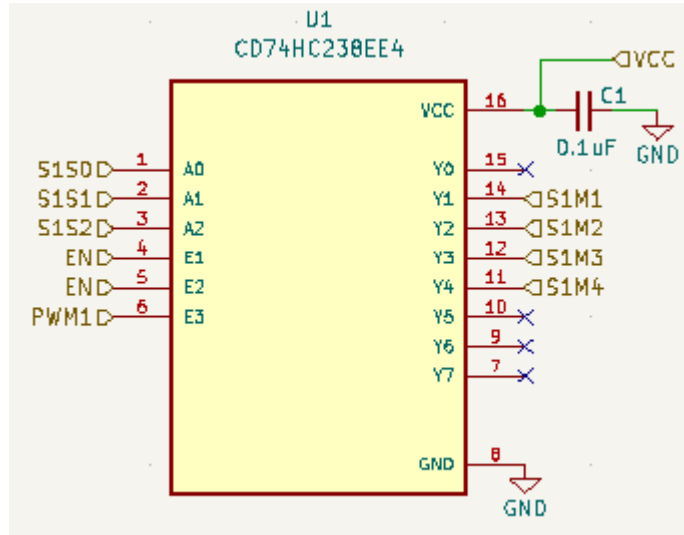 U1
CD74HC238EE4
VCC
VCC 16
C1
0.1uF
GND
S1S0 1 A0 Y0 15
S1S1 2 A1 Y1 14 S1M1
S1S2 3 A2 Y2 13 S1M2
EN 4 E1 Y3 12 S1M3
EN 5 E2 Y4 11 S1M4
PWM1 6 E3 Y5 10
Y6 9
Y7 7
GND 8
GND